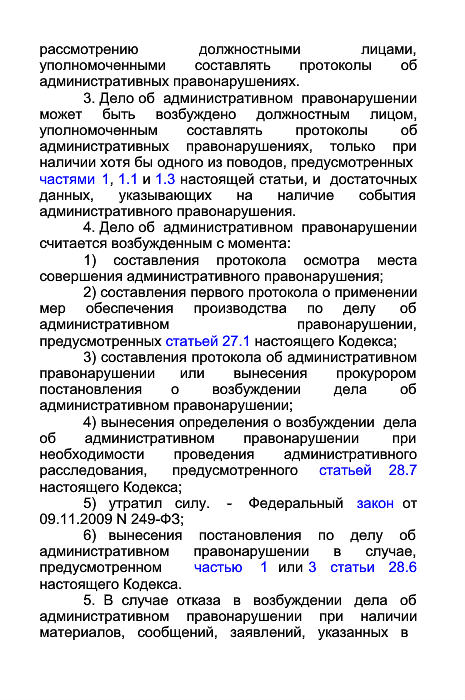 рассмотрению должностными лицами,
уполномоченными составлять протоколы об
административных правонарушениях.
3. Дело об административном правонарушении
может быть возбуждено должностным лицом,
уполномоченным составлять протоколы об
административных правонарушениях, только при
наличии хотя бы одного из поводов, предусмотренных
частями 1, 1.1 и 1.3 настоящей статьи, и достаточных
данных, указывающих на наличие события
административного правонарушения.
4. Дело об административном правонарушении
считается возбужденным с момента:
1) составления протокола осмотра места
совершения административного правонарушения;
2) составления первого протокола о применении
мер обеспечения производства по делу об
административном правонарушении,
предусмотренных статьей 27.1 настоящего Кодекса;
3) составления протокола об административном
правонарушении или вынесения прокурором
постановления о возбуждении дела об
административном правонарушении;
4) вынесения определения о возбуждении дела
об административном правонарушении при
необходимости проведения административного
расследования, предусмотренного статьей 28.7
настоящего Кодекса;
5) утратил силу. - Федеральный закон от
09.11.2009 N 249-ФЗ;
6) вынесения постановления по делу об
административном правонарушении в случае,
предусмотренном частью 1 или 3 статьи 28.6
настоящего Кодекса.
5. В случае отказа в возбуждении дела об
административном правонарушении при наличии
материалов, сообщений, заявлений, указанных в